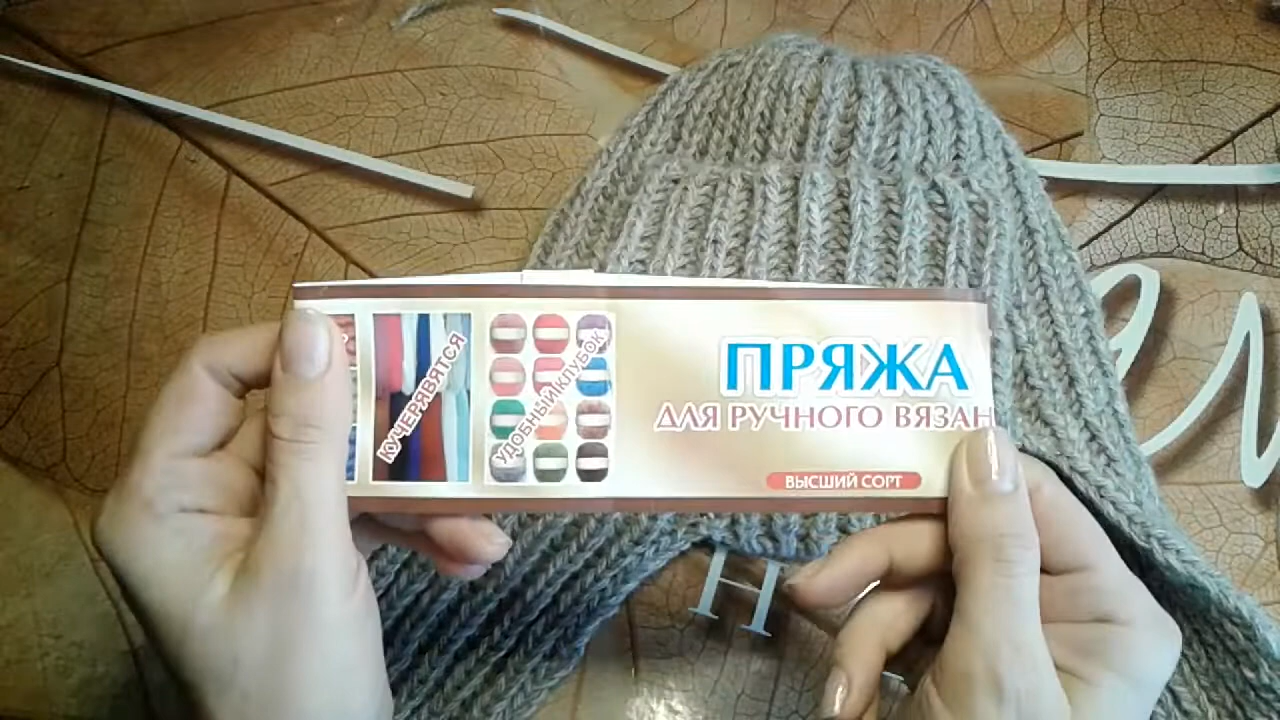 КУЧЕРЯВЯТСЯ
УДОБНЫЙ КЛУБОК
ПРЯЖА
ДЛЯ РУЧНОГО ВЯЗАН
ВЫСШИЙ СОРТ
Н